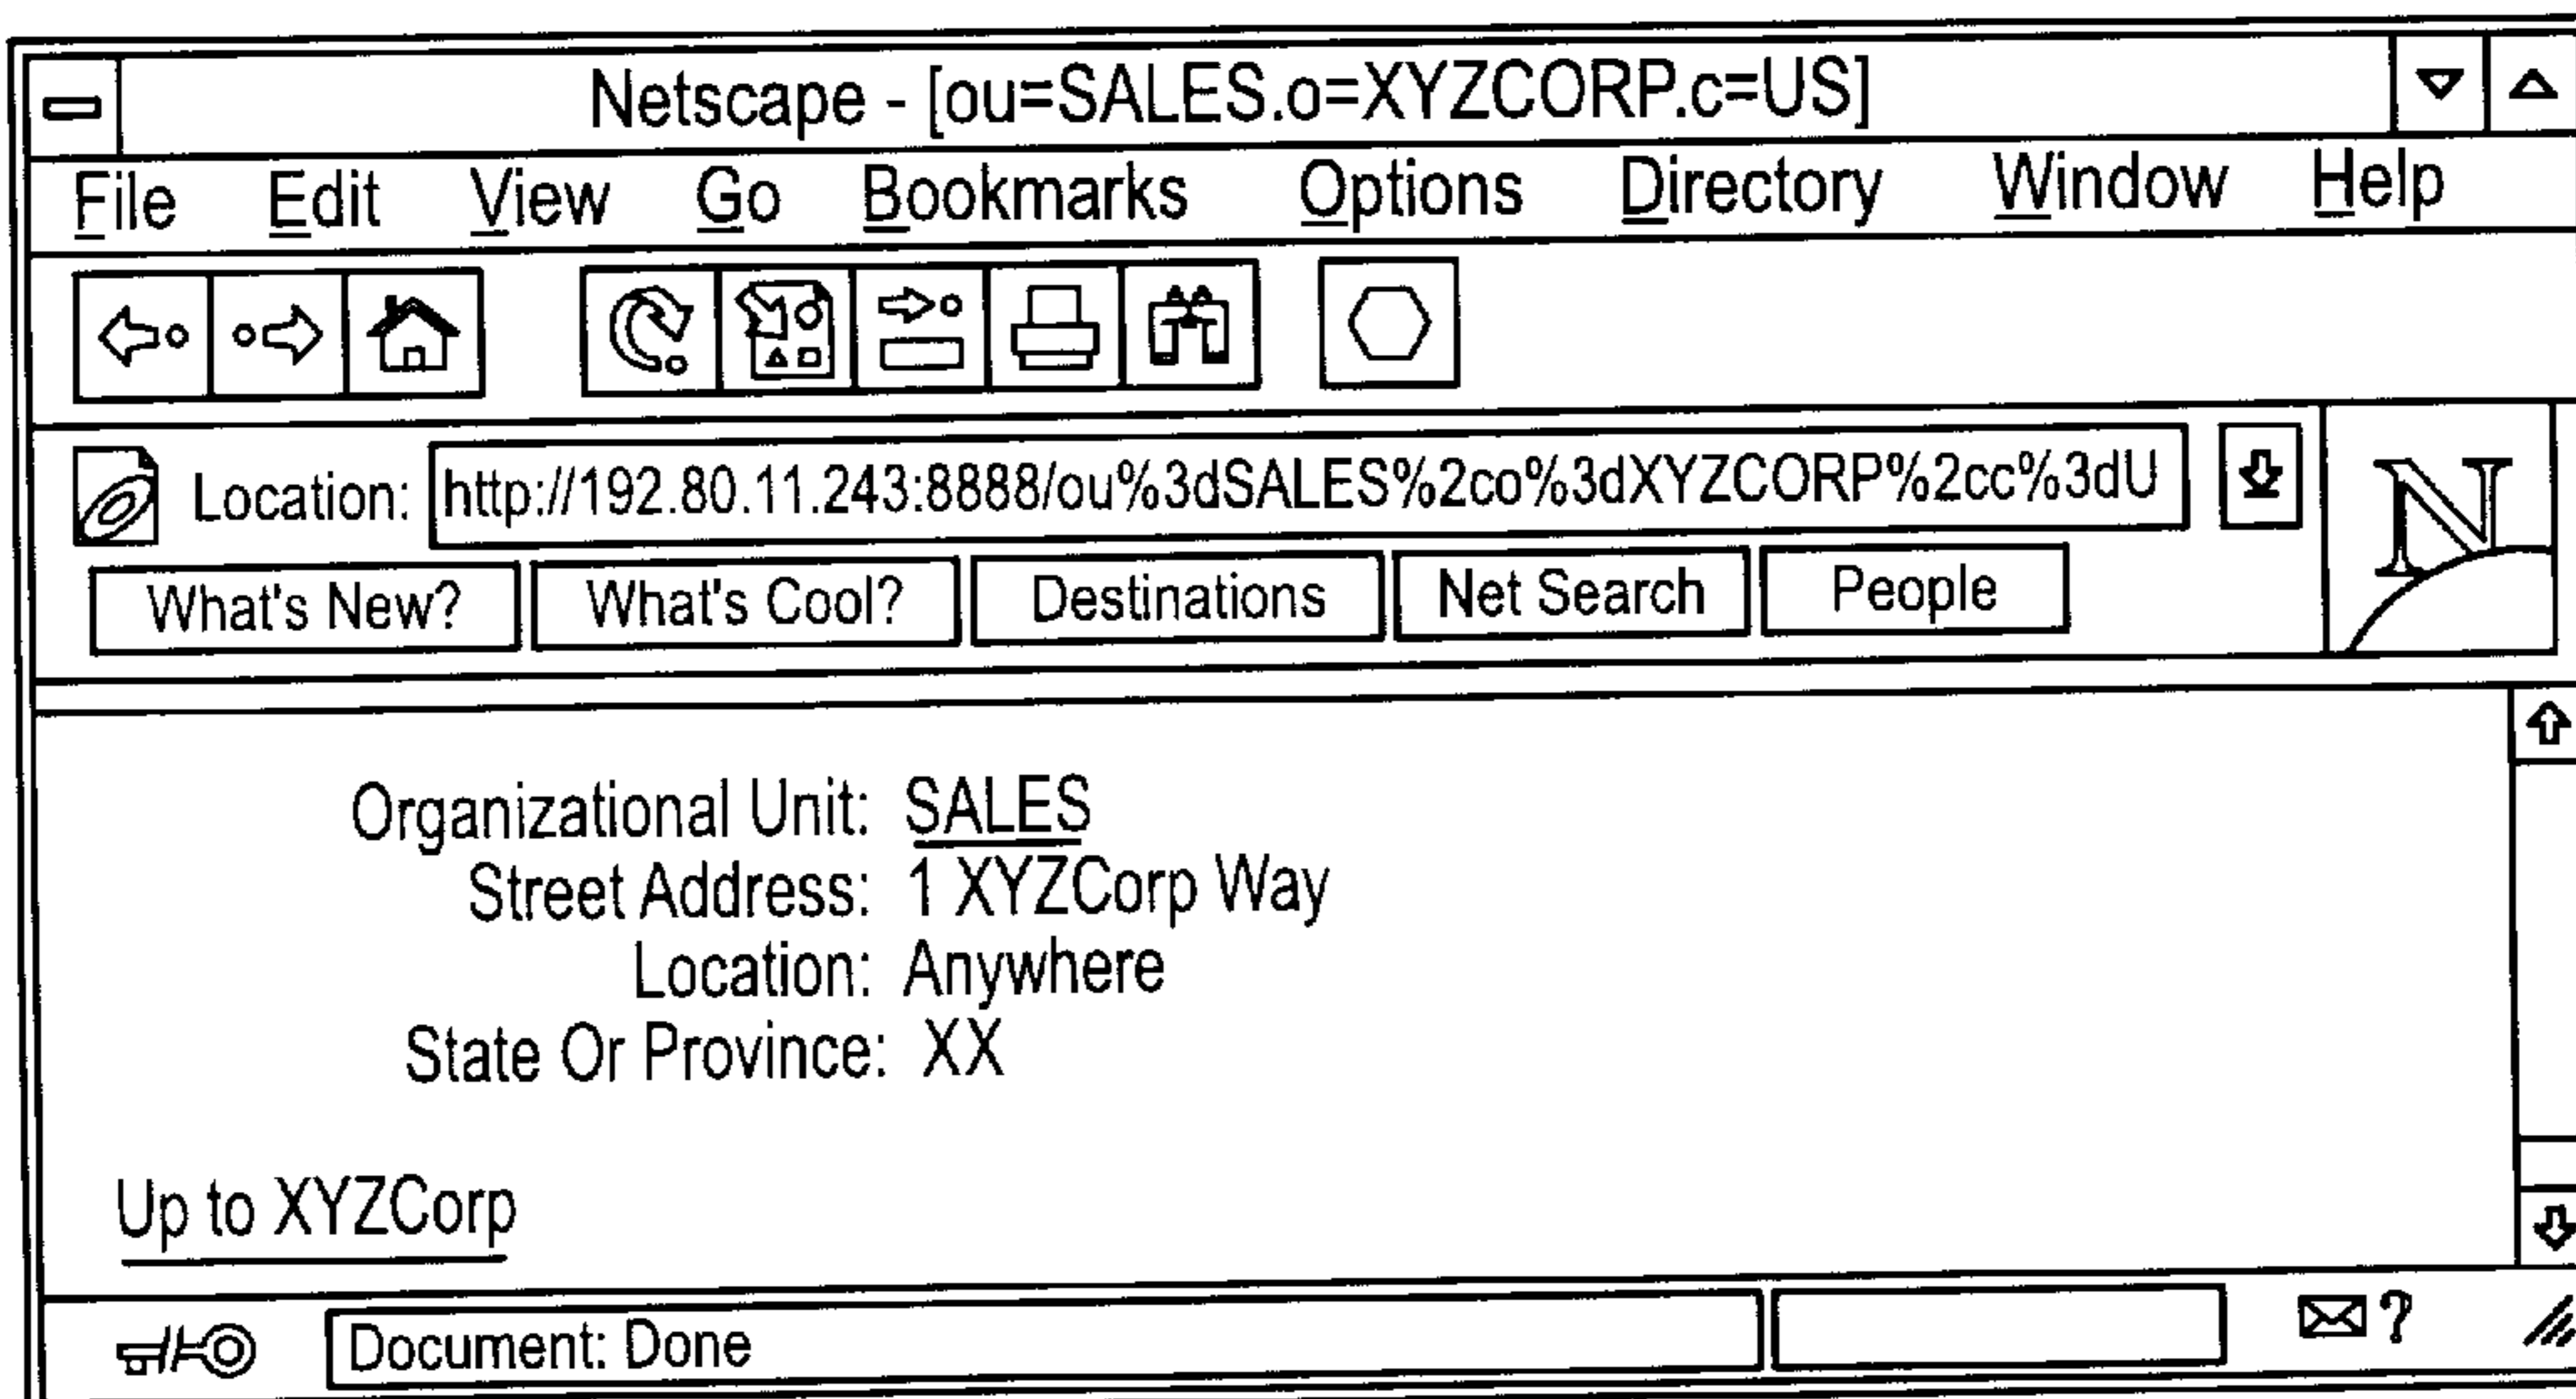 Netscape - [ou=SALES.o=XYZCORP.c=US]
File Edit View Go Bookmarks Options Directory Window Help
Location: http://192.80.11.243:8888/ou%3dSALES%2co%3dXYZCORP%2cc%3dU
N
What's New? What's Cool? Destinations Net Search People
Organizational Unit: SALES
Street Address: 1 XYZCorp Way
Location: Anywhere
State Or Province: XX
Up to XYZCorp
Document: Done ?